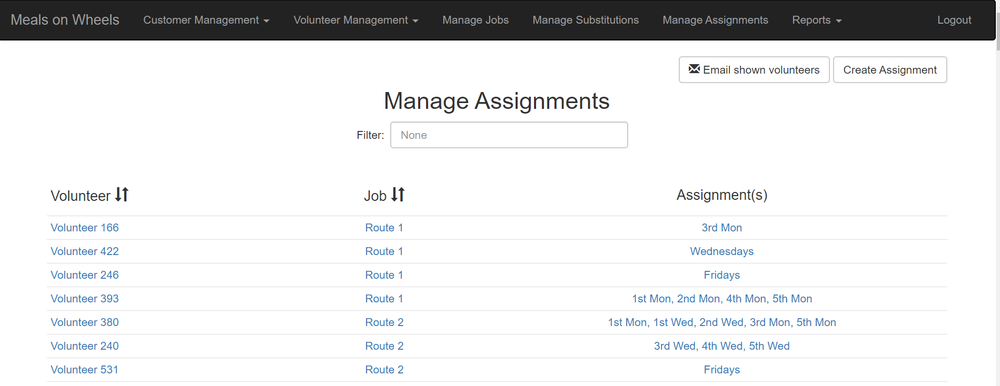 Meals on Wheels Customer Management Volunteer Management Manage Jobs Manage Substitutions Manage Assignments Reports Logout
Email shown volunteers Create Assignment
Manage Assignments
Filter: None
Volunteer Job Assignment(s)
Volunteer 166 Route 1 3rd Mon
Volunteer 422 Route 1 Wednesdays
Volunteer 246 Route 1 Fridays
Volunteer 393 Route 1 1st Mon, 2nd Mon, 4th Mon, 5th Mon
Volunteer 380 Route 2 1st Mon, 1st Wed, 2nd Wed, 3rd Mon, 5th Mon
Volunteer 240 Route 2 3rd Wed, 4th Wed, 5th Wed
Volunteer 531 Route 2 Fridays